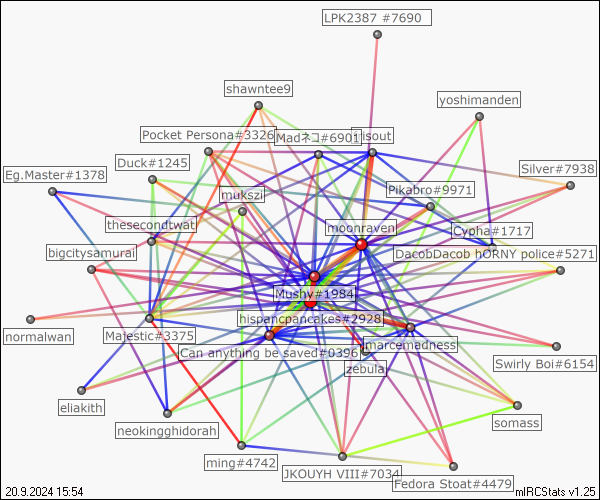 LPK2387 #7690
shawntee9
yoshimanden
Pocket Persona#3326
Madネコ#6901
isout
Duck#1245
Silver#7938
Eg.Master#1378
Pikabro#9971
mukszi
thesecondtwat
moonraven
Cypha#1717
bigcitysamurai
DacobDacob hORNY police#5271
Mushy#1984
hispancpancakes#2928
normalwan
Majestic#3375
marcemadness
Can anything be saved#0396
zebula
Swirly Boi#6154
eliakith
somass
neokingghidorah
ming#4742
JKOUYH VIII#7034
Fedora Stoat#4479
20.9.2024 15:54
mIRCStats v1.25